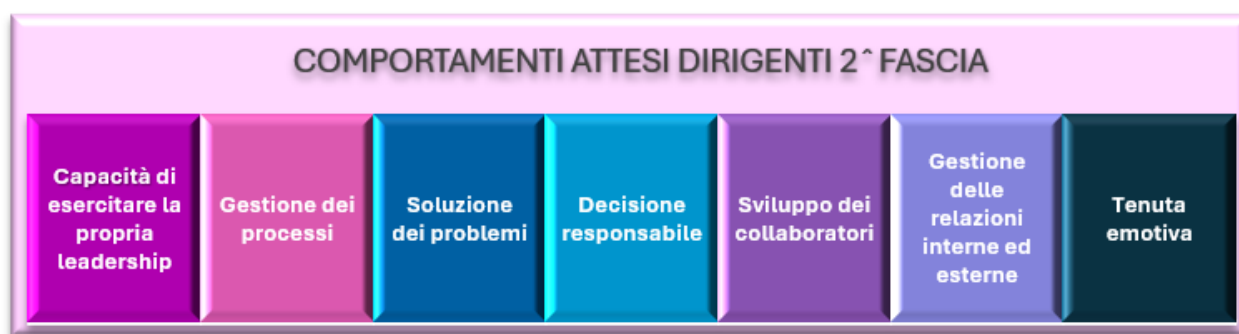 COMPORTAMENTI ATTESI DIRIGENTI 2^ FASCIA
Capacità di
esercitare la
propria
leadership
Gestione dei
processi
Soluzione
dei problemi
Decisione
responsabile
Sviluppo dei
collaboratori
Gestione
delle
relazioni
interne ed
esterne
Tenuta
emotiva